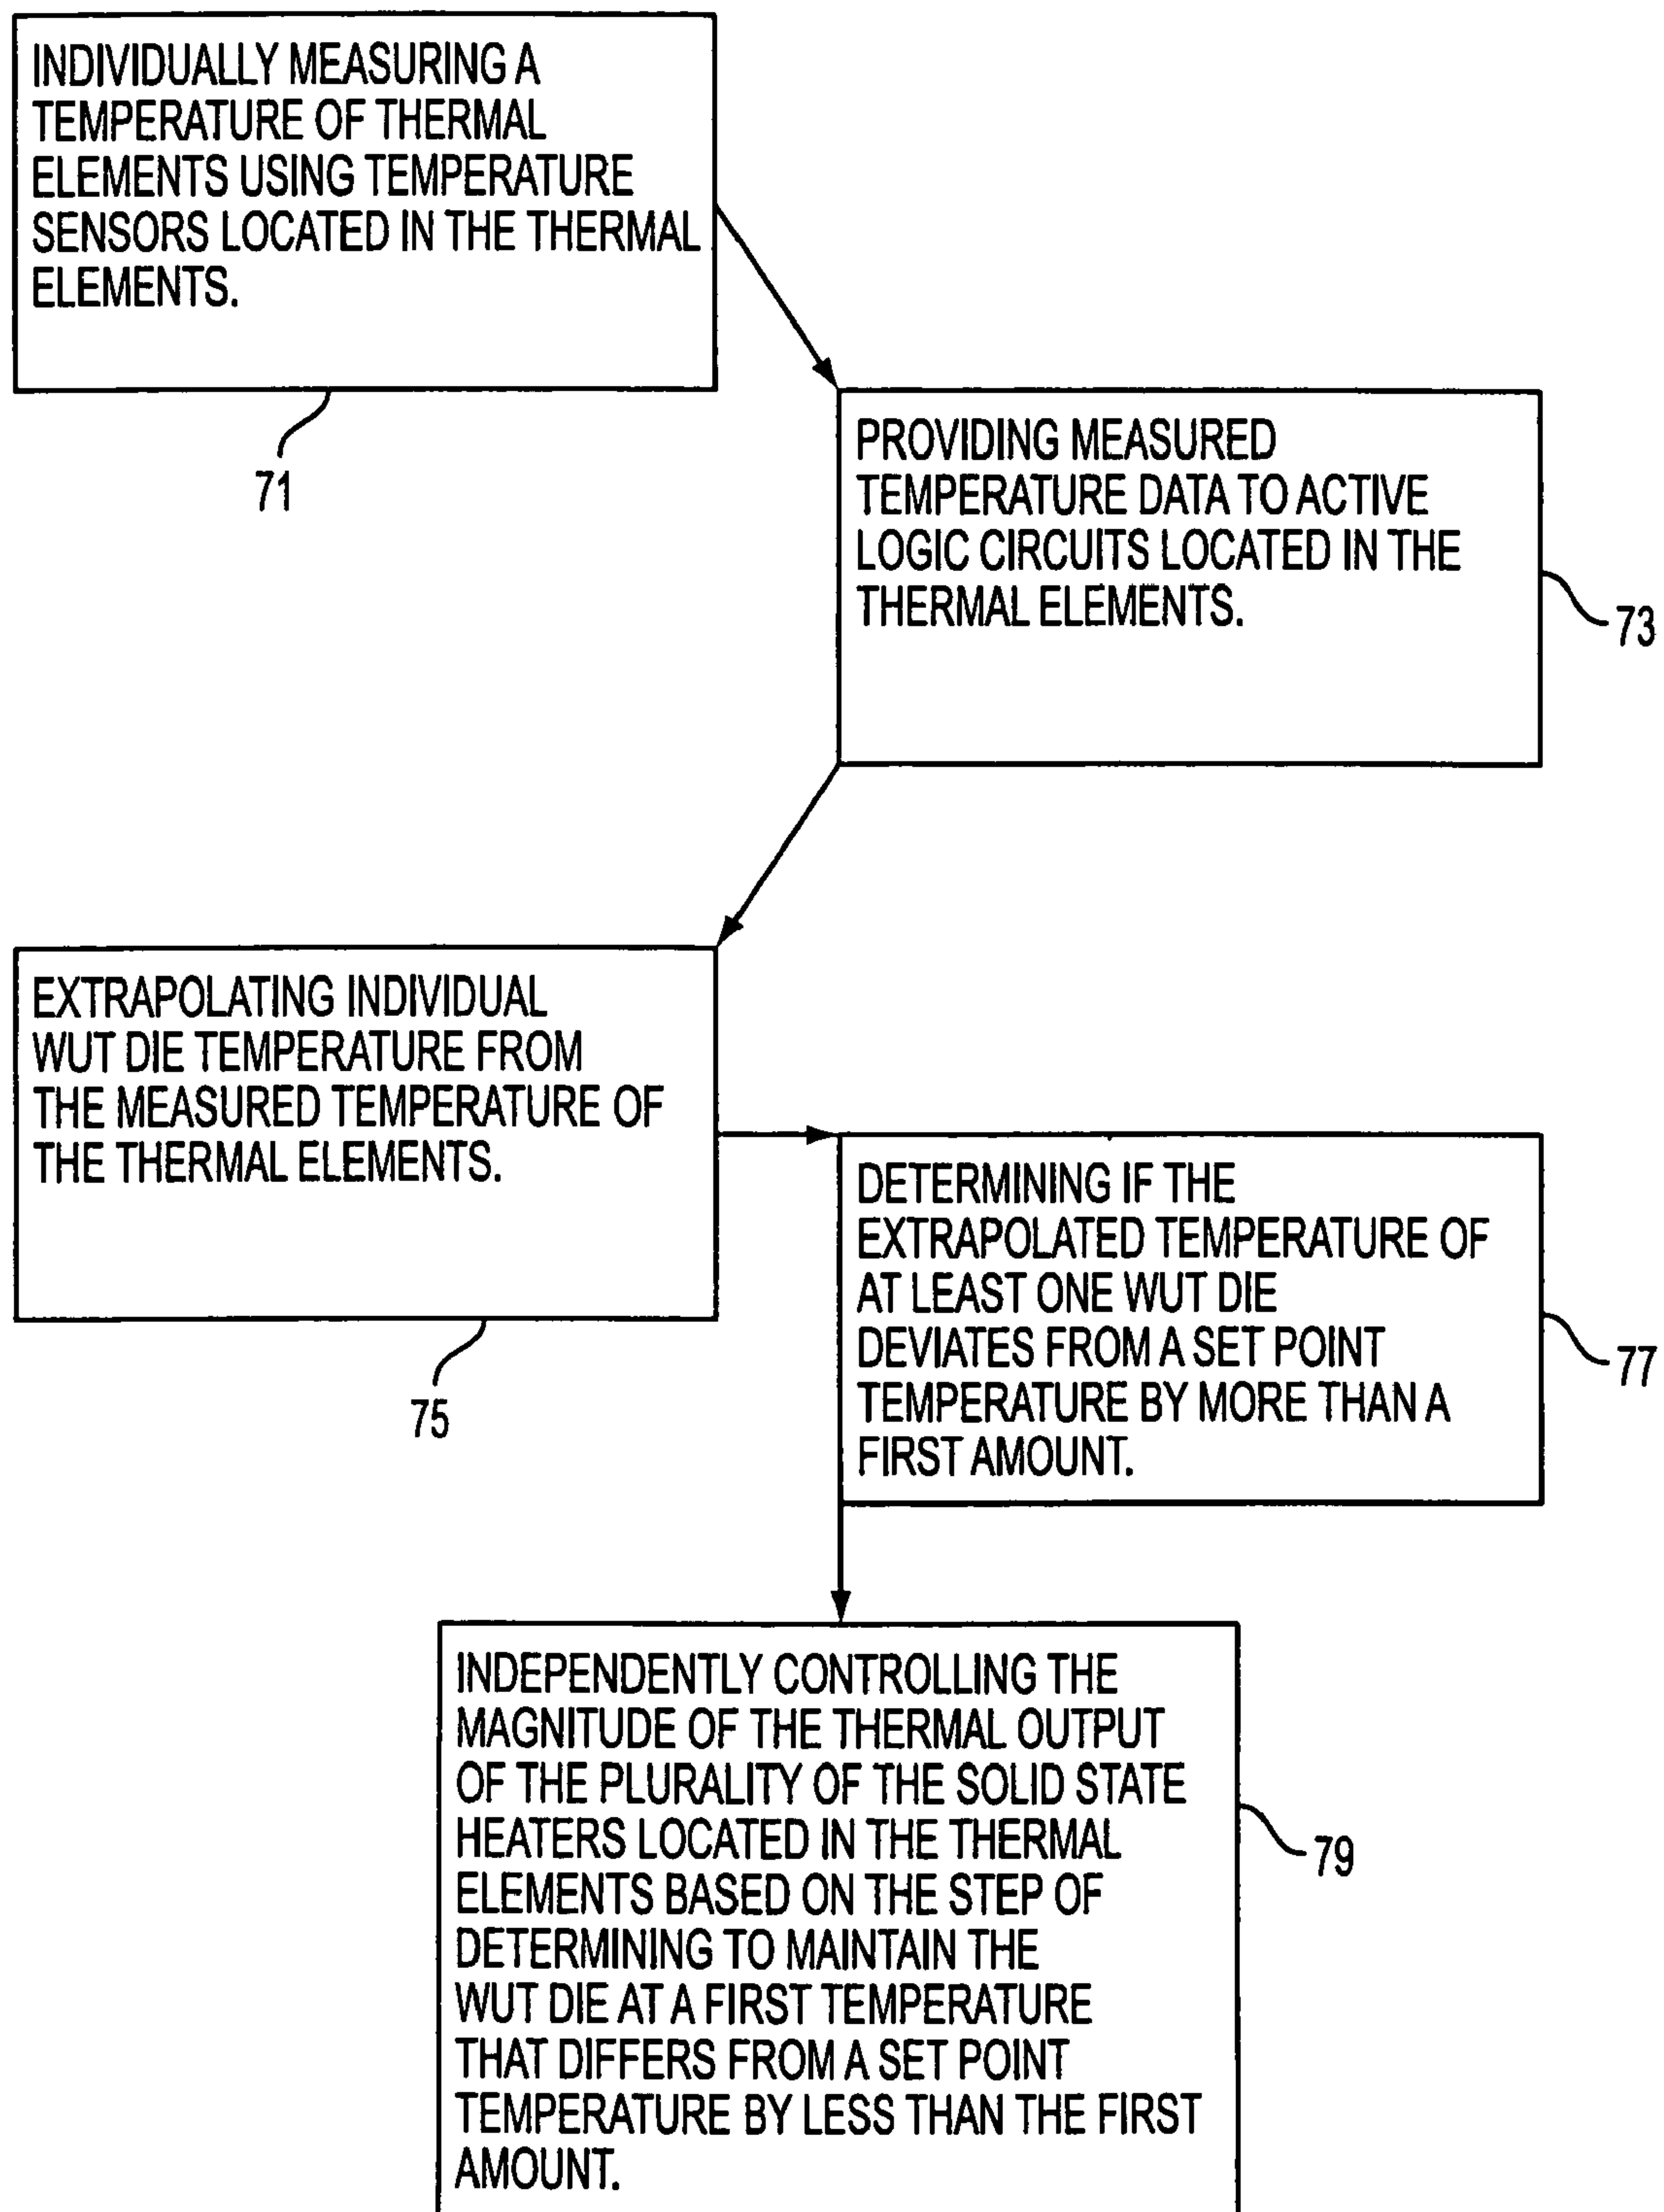 INDIVIDUALLY MEASURING A
TEMPERATURE OF THERMAL
ELEMENTS USING TEMPERATURE
SENSORS LOCATED IN THE THERMAL
ELEMENTS.
71
PROVIDING MEASURED
TEMPERATURE DATA TO ACTIVE
LOGIC CIRCUITS LOCATED IN THE
THERMAL ELEMENTS.
73
EXTRAPOLATING INDIVIDUAL
WUT DIE TEMPERATURE FROM
THE MEASURED TEMPERATURE OF
THE THERMAL ELEMENTS.
75
DETERMINING IF THE
EXTRAPOLATED TEMPERATURE OF
AT LEAST ONE WUT DIE
DEVIATES FROM A SET POINT
TEMPERATURE BY MORE THAN A
FIRST AMOUNT.
77
INDEPENDENTLY CONTROLLING THE
MAGNITUDE OF THE THERMAL OUTPUT
OF THE PLURALITY OF THE SOLID STATE
HEATERS LOCATED IN THE THERMAL
ELEMENTS BASED ON THE STEP OF
DETERMINING TO MAINTAIN THE
WUT DIE AT A FIRST TEMPERATURE
THAT DIFFERS FROM A SET POINT
TEMPERATURE BY LESS THAN THE FIRST
AMOUNT.
79